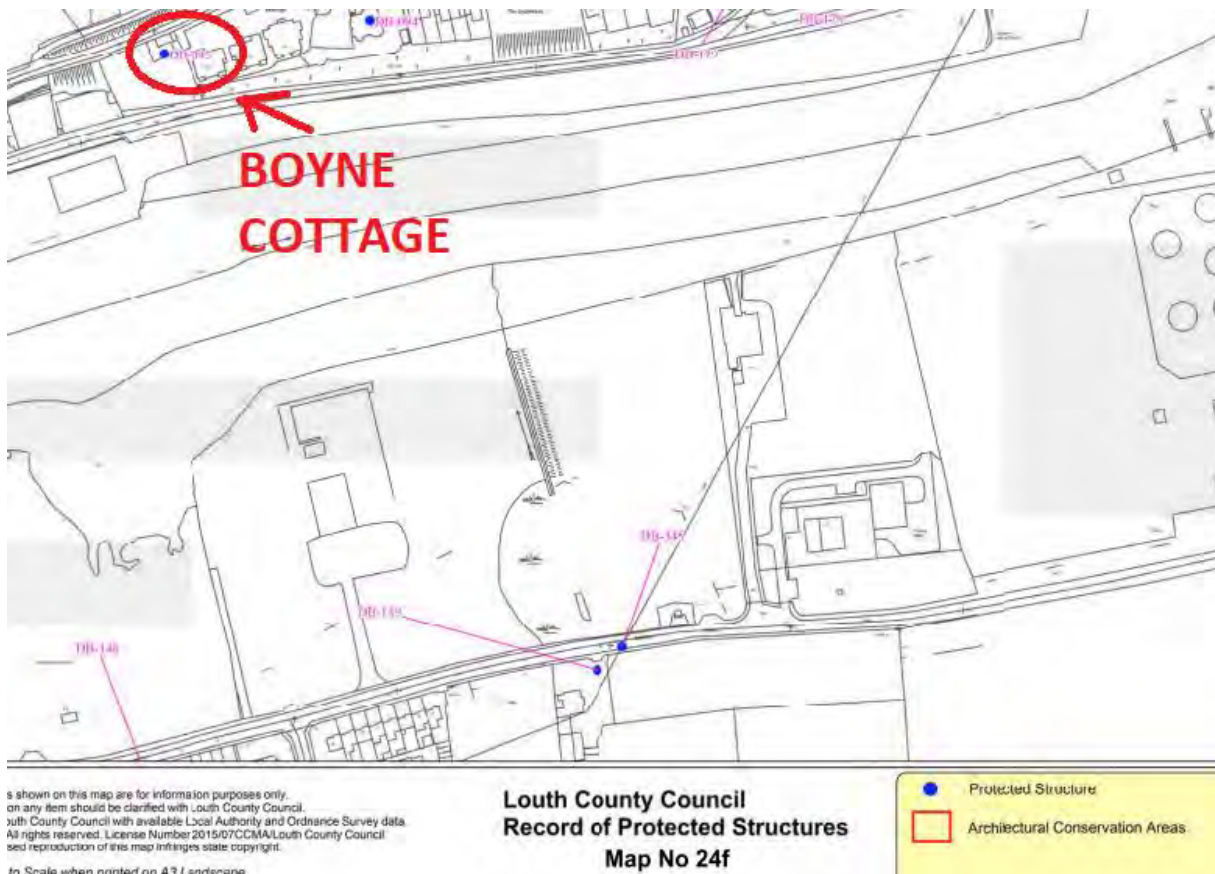 BOYNE
COTTAGE
DB-148
s shown on this map are for information purposes only.
on any item should be clarified with Louth County Council.
outh County Council with available Local Authority and Ordnance Survey data
All rights reserved. License Number 2015/07CCMA/Louth County Council
sed reproduction of this map infringes state copyright.
to Scale when printed on A3 Landscape
Louth County Council
Record of Protected Structures
Map No 24f
Protected Structure
Architectural Conservation Areas